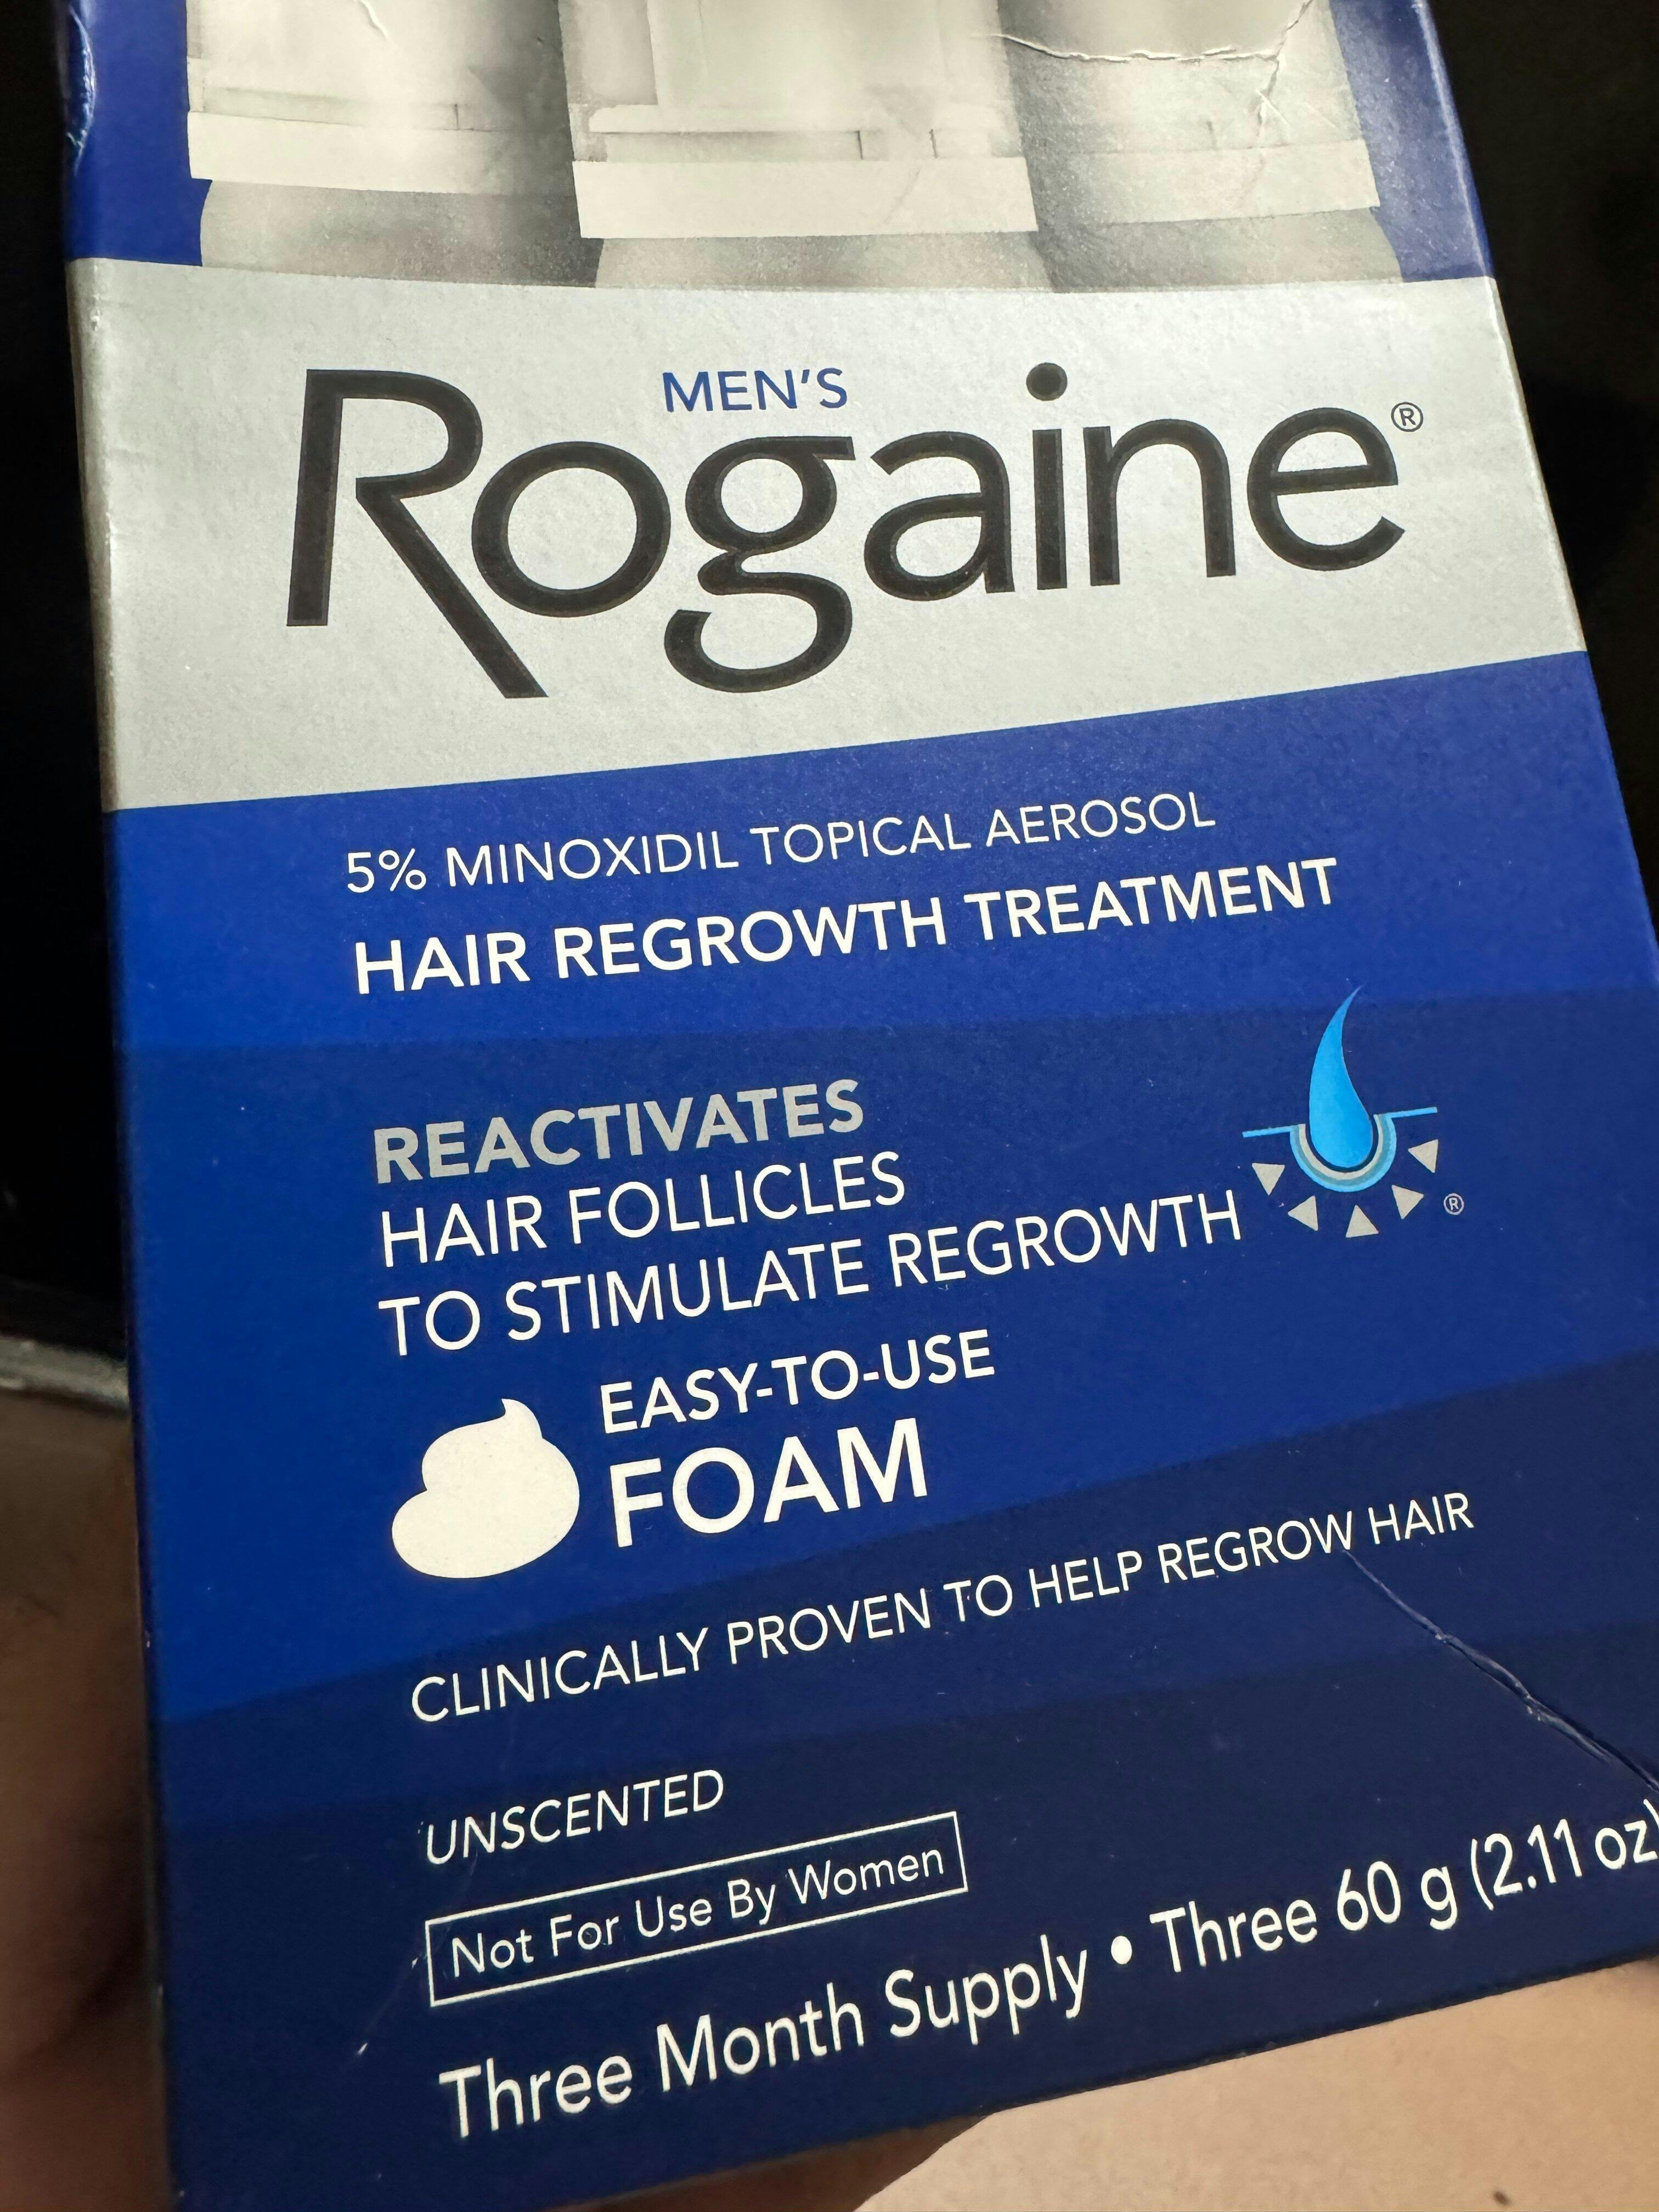 MEN'S
Rogaine®
5% MINOXIDIL TOPICAL AEROSOL
HAIR REGROWTH TREATMENT
REACTIVATES
HAIR FOLLICLES
TO STIMULATE REGROWTH
®
EASY-TO-USE
FOAM
CLINICALLY PROVEN TO HELP REGROW HAIR
UNSCENTED
Not For Use By Women
Three Month Supply • Three 60 g (2.11 oz)